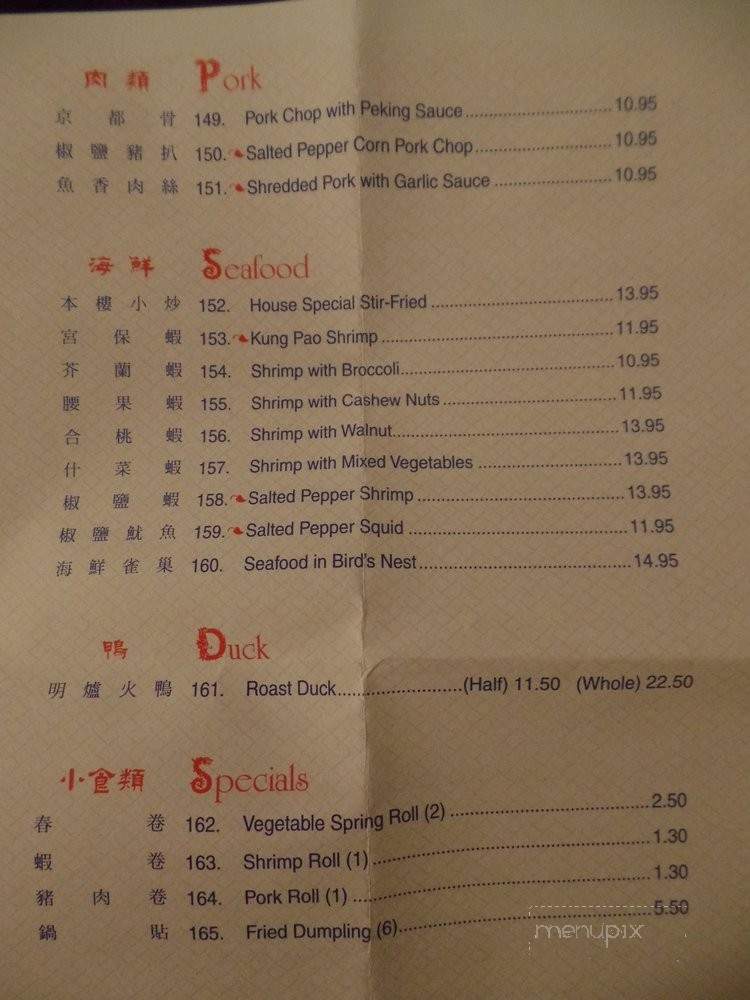 肉類 Pork
京都骨 149. Pork Chop with Peking Sauce 10.95
椒鹽豬扒 150. Salted Pepper Corn Pork Chop 10.95
魚香肉絲 151. Shredded Pork with Garlic Sauce 10.95
海鮮 Seafood
本樓小炒 152. House Special Stir-Fried 13.95
宮保蝦 153. Kung Pao Shrimp 11.95
芥蘭蝦 154. Shrimp with Broccoli 10.95
腰果蝦 155. Shrimp with Cashew Nuts 11.95
合桃蝦 156. Shrimp with Walnut 13.95
什菜蝦 157. Shrimp with Mixed Vegetables 13.95
椒鹽蝦 158. Salted Pepper Shrimp 13.95
椒鹽魷魚 159. Salted Pepper Squid 11.95
海鮮雀巢 160. Seafood in Bird's Nest 14.95
鴨 Duck
明爐火鴨 161. Roast Duck (Half) 11.50 (Whole) 22.50
小食類 Specials
春卷 162. Vegetable Spring Roll (2) 2.50
蝦卷 163. Shrimp Roll (1) 1.30
豬肉卷 164. Pork Roll (1) 1.30
鍋貼 165. Fried Dumpling (6) 5.50
menupix